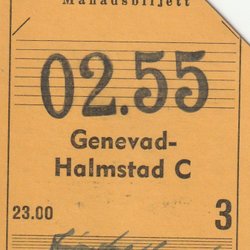 Månadsbiljett
02.55
Genevad-
Halmstad C
23.00 3